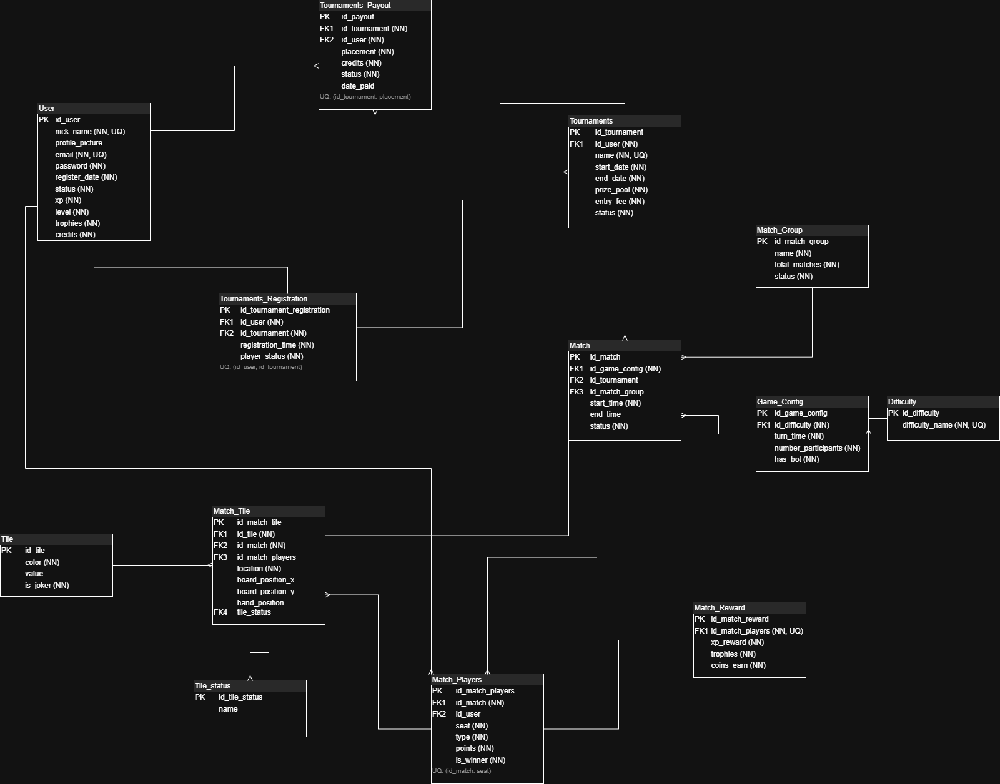 Tournaments_Payout
PK id_payout
FK1 id_tournament (NN)
FK2 id_user (NN)
placement (NN)
credits (NN)
status (NN)
date_paid
UQ: (id_tournament, placement)
User
PK id_user
nick_name (NN, UQ)
profile_picture
email (NN, UQ)
password (NN)
register_date (NN)
status (NN)
xp (NN)
level (NN)
trophies (NN)
credits (NN)
Tournaments
PK id_tournament
FK1 id_user (NN)
name (NN, UQ)
start_date (NN)
end_date (NN)
prize_pool (NN)
entry_fee (NN)
status (NN)
Match_Group
PK id_match_group
name (NN)
total_matches (NN)
status (NN)
Tournaments_Registration
PK id_tournament_registration
FK1 id_user (NN)
FK2 id_tournament (NN)
registration_time (NN)
player_status (NN)
UQ: (id_user, id_tournament)
Match
PK id_match
FK1 id_game_config (NN)
FK2 id_tournament
FK3 id_match_group
start_time (NN)
end_time
status (NN)
Game_Config
PK id_game_config
FK1 id_difficulty (NN)
turn_time (NN)
number_participants (NN)
has_bot (NN)
Difficulty
PK id_difficulty
difficulty_name (NN, UQ)
Match_Tile
PK id_match_tile
FK1 id_tile (NN)
FK2 id_match (NN)
FK3 id_match_players
location (NN)
board_position_x
board_position_y
hand_position
FK4 tile_status
Tile
PK id_tile
color (NN)
value
is_joker (NN)
Match_Reward
PK id_match_reward
FK1 id_match_players (NN, UQ)
xp_reward (NN)
trophies (NN)
coins_earn (NN)
Tile_status
PK id_tile_status
name
Match_Players
PK id_match_players
FK1 id_match (NN)
FK2 id_user
seat (NN)
type (NN)
points (NN)
is_winner (NN)
UQ: (id_match, seat)